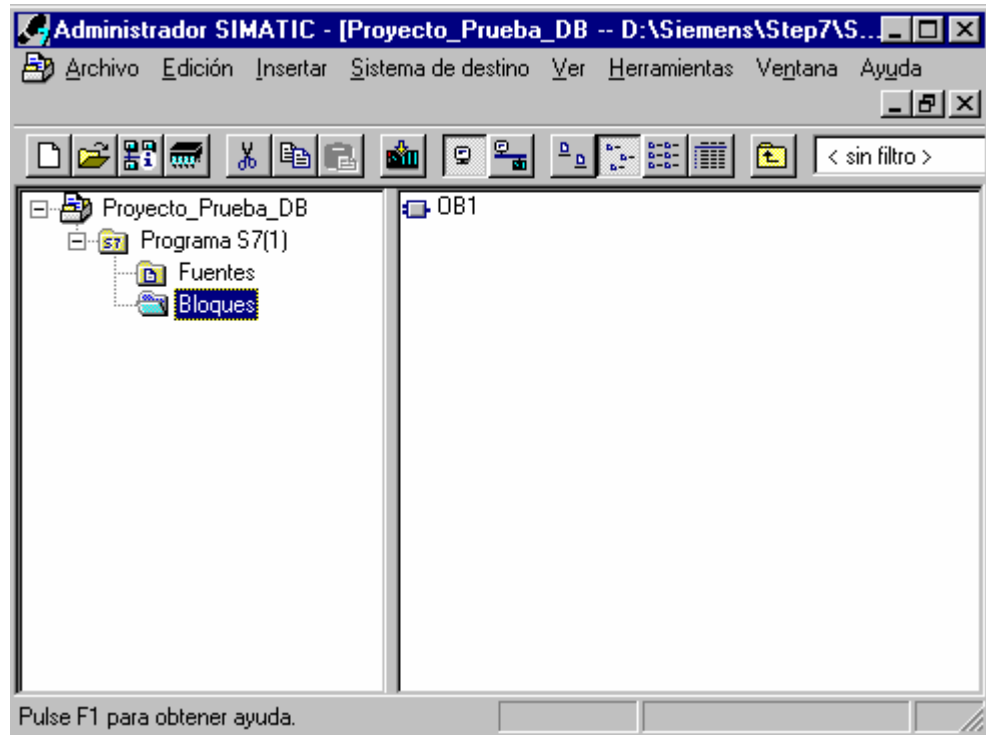 Administrador SIMATIC - [Proyecto_Prueba_DB -- D:\Siemens\Step7\S...
Archivo Edición Insertar Sistema de destino Ver Herramientas Ventana Ayuda
< sin filtro >
Proyecto_Prueba_DB
S7 Programa S7(1)
Fuentes
Bloques
OB1
Pulse F1 para obtener ayuda.